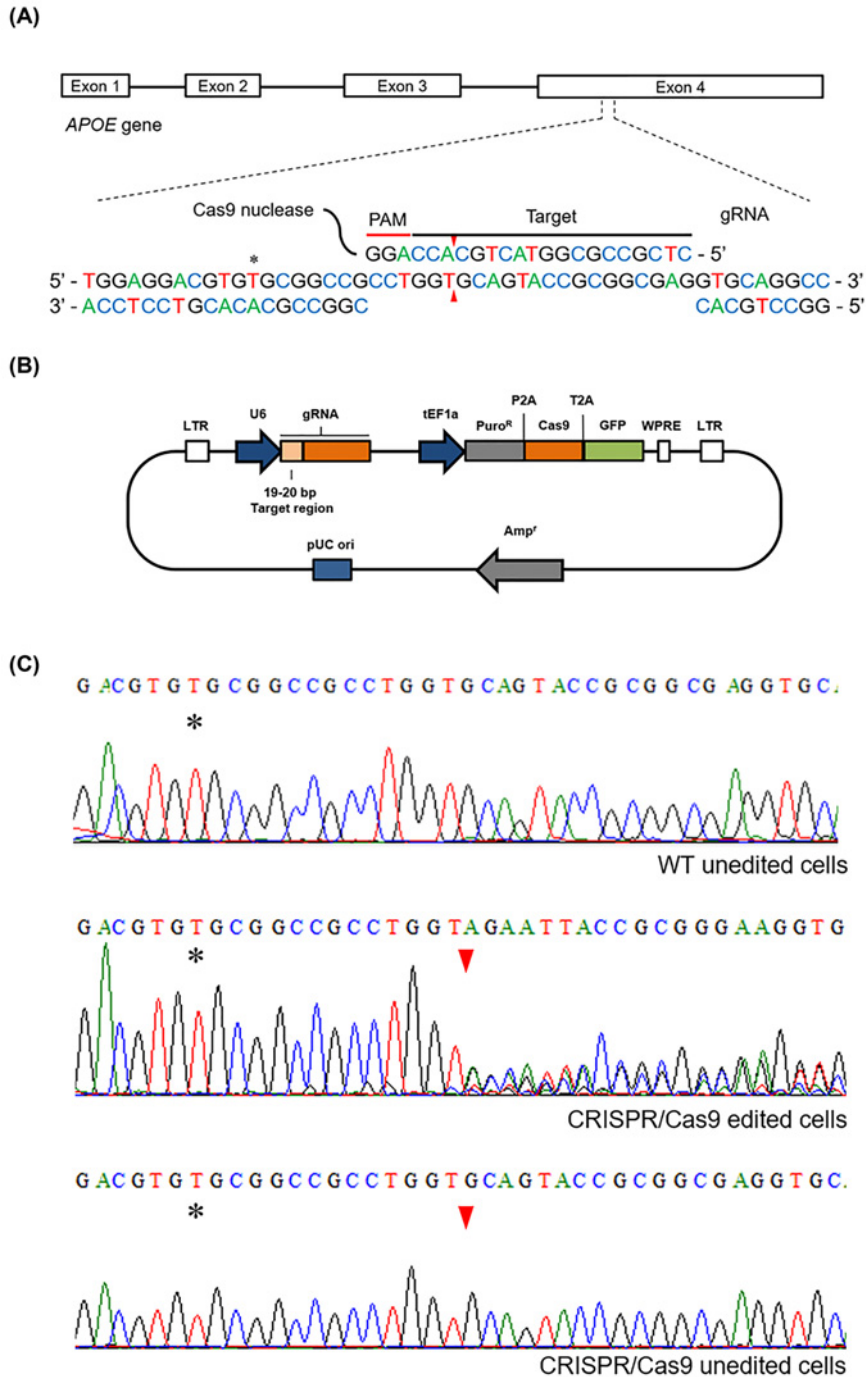 (A)
Exon 1 Exon 2 Exon 3 Exon 4
APOE gene
Cas9 nuclease PAM Target gRNA
GGACCACGTCATGGCGCCGCTC - 5'
*
5' - TGGAGGACGTGTGCGGCCGCCTGGTGCAGTACCGCGGCGAGGTGCAGGCC - 3'
3' - ACCTCCTGCACACGCCGGC CACGTCCGG - 5'
(B)
P2A T2A
LTR U6 gRNA tEF1a Puroᴿ Cas9 GFP WPRE LTR
19-20 bp
Target region
pUC ori Ampʳ
(C)
GACGTGTGCGGCCGCCTGGTGCAGTACCGCGGCGAGGTGC
*
WT unedited cells
GACGTGTGCGGCCGCCTGGTAGAATTACCGCGGGAAGGTG
*
CRISPR/Cas9 edited cells
GACGTGTGCGGCCGCCTGGTGCAGTACCGCGGCGAGGTGC
*
CRISPR/Cas9 unedited cells